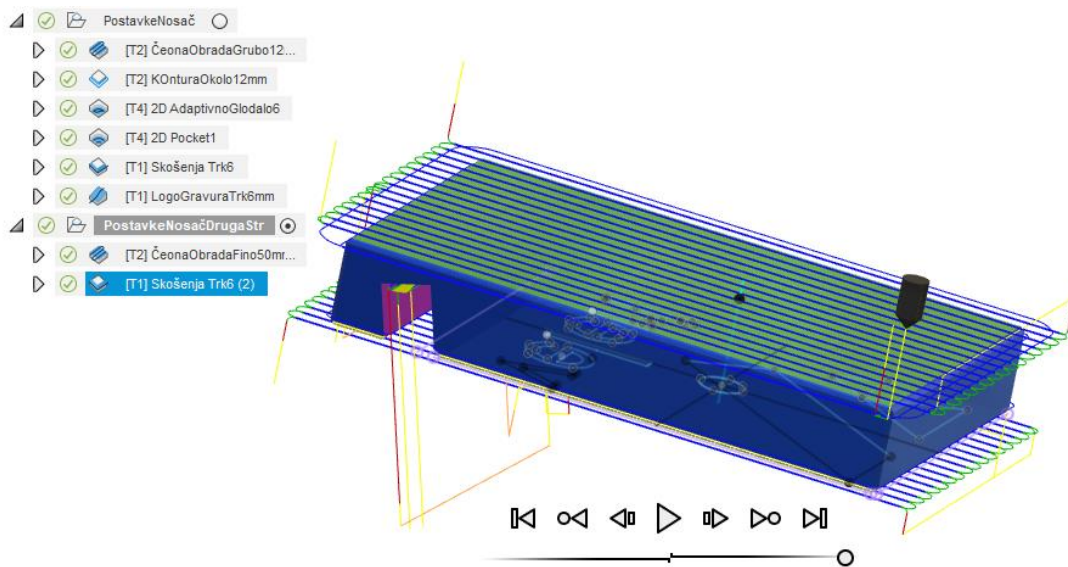 PostavkeNosač
[T2] ČeonaObradaGrubo12...
[T2] KOnturaOkolo12mm
[T4] 2D AdaptivnoGlodalo6
[T4] 2D Pocket1
[T1] Skošenja Trk6
[T1] LogoGravuraTrk6mm
PostavkeNosačDrugaStr
[T2] ČeonaObradaFino50mr...
[T1] Skošenja Trk6 (2)